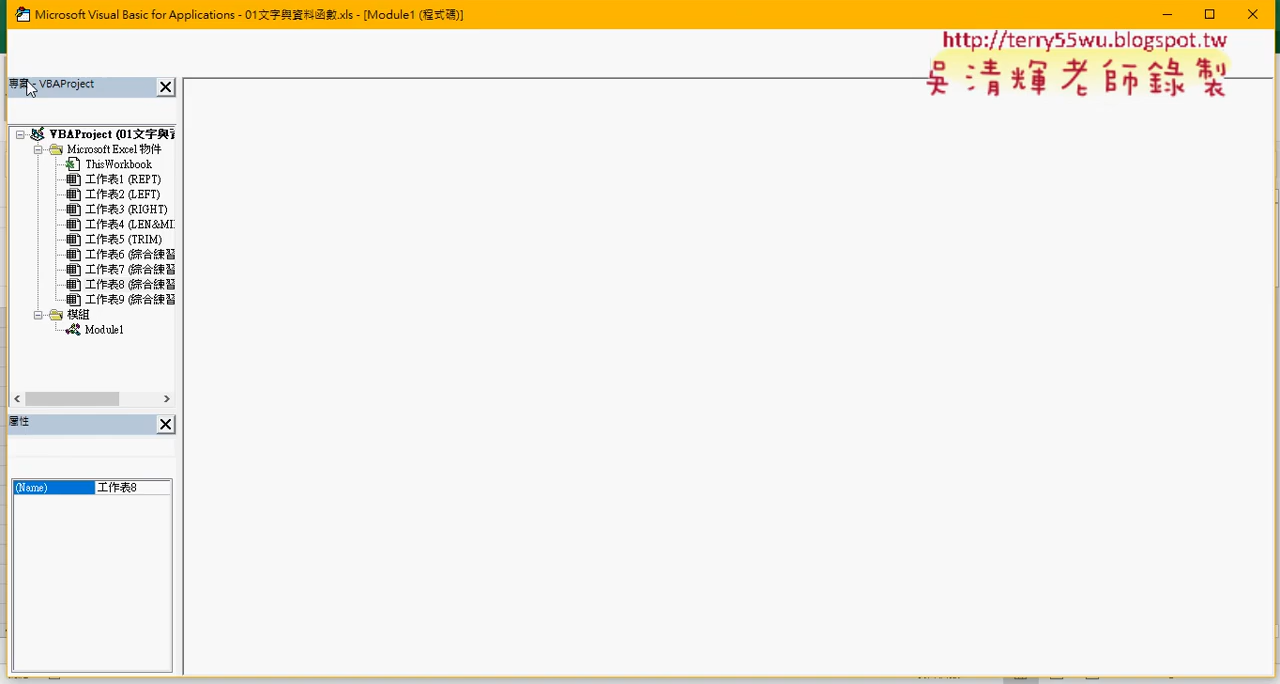 Microsoft Visual Basic for Applications - 01文字與資料函數.xls - [Module1 (程式碼)]
http://terry55wu.blogspot.tw
吳清輝老師錄製
專案 - VBAProject
VBAProject (01文字與資
Microsoft Excel 物件
ThisWorkbook
工作表1 (REPT)
工作表2 (LEFT)
工作表3 (RIGHT)
工作表4 (LEN&MI
工作表5 (TRIM)
工作表6 (綜合練習
工作表7 (綜合練習
工作表8 (綜合練習
工作表9 (綜合練習
模組
Module1
屬性
(Name) 工作表8